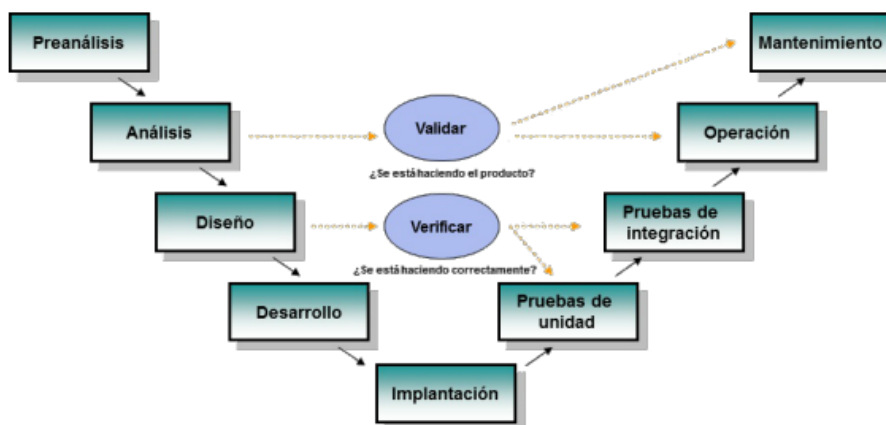 Preanálisis
Mantenimiento
Análisis
Validar
Operación
¿Se está haciendo el producto?
Diseño
Verificar
Pruebas de
integración
¿Se está haciendo correctamente?
Desarrollo
Pruebas de
unidad
Implantación